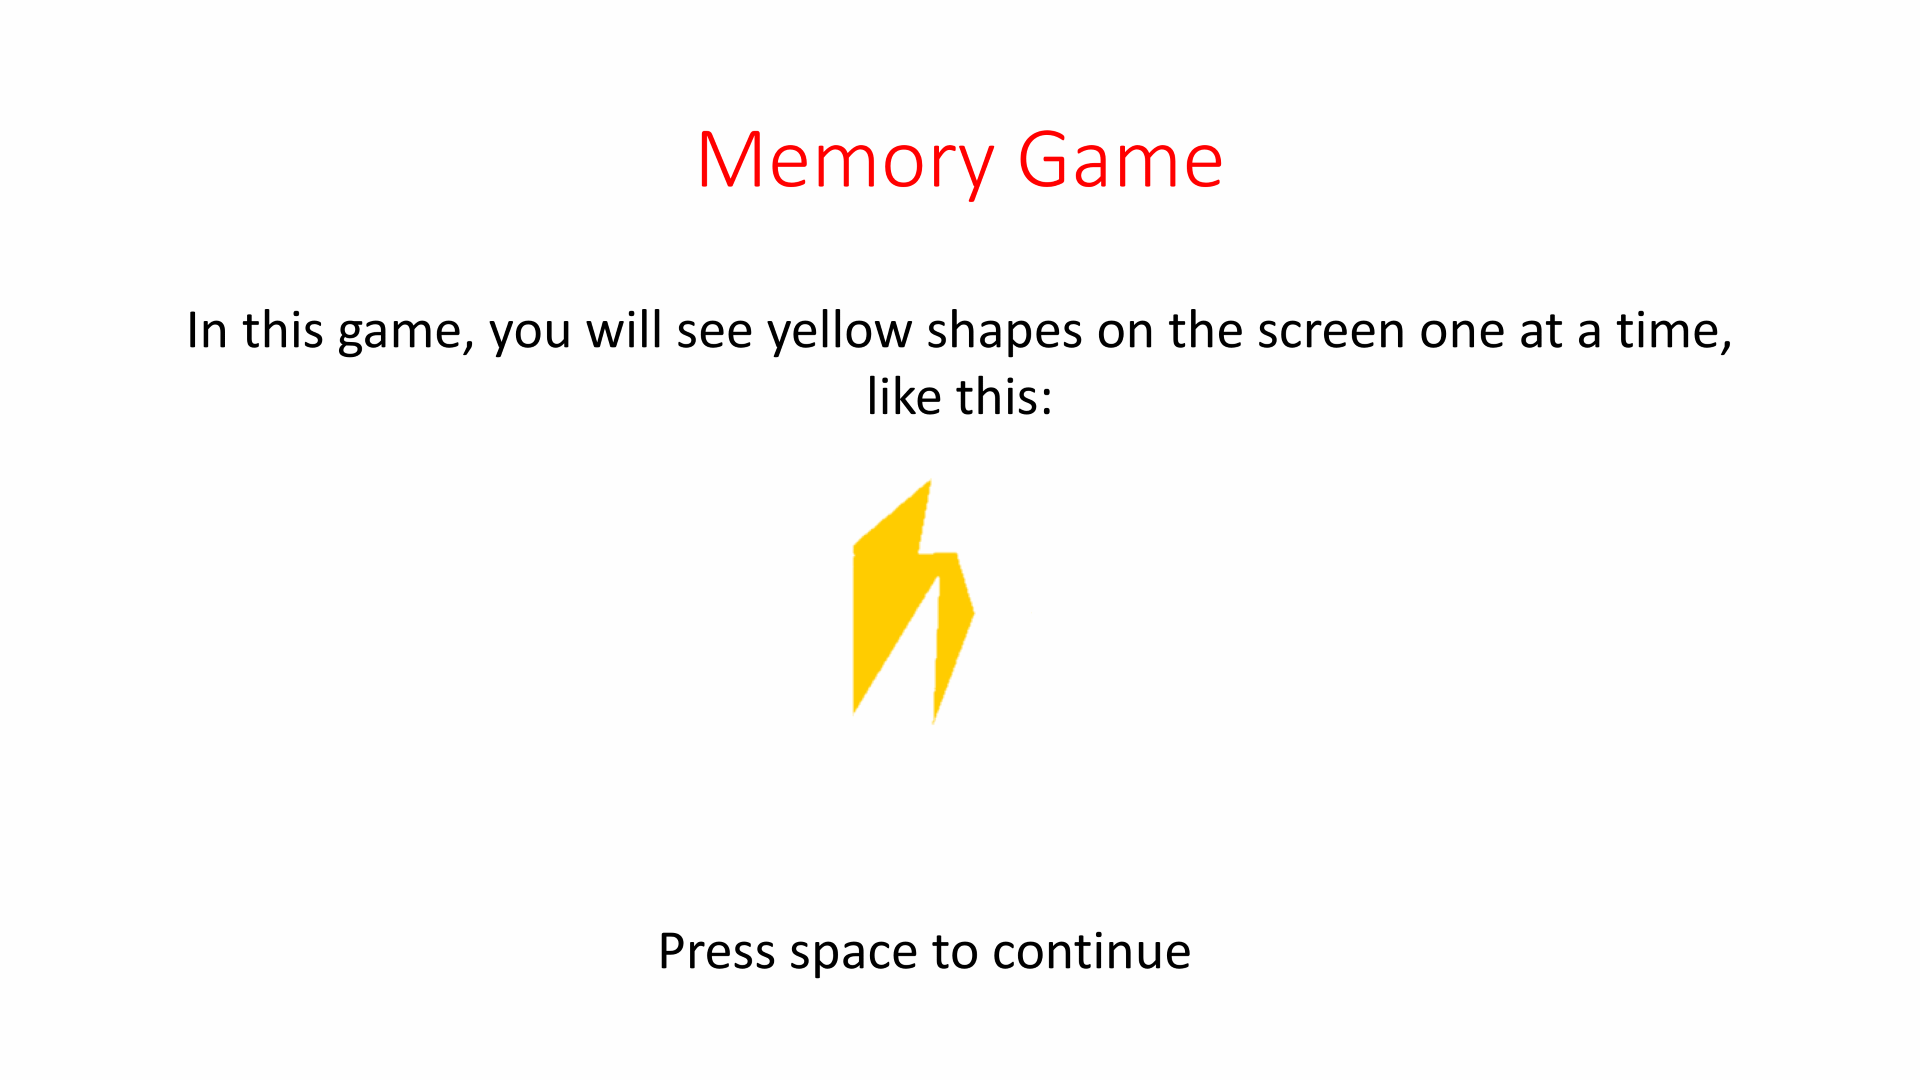 Memory Game
In this game, you will see yellow shapes on the screen one at a time,
like this:
Press space to continue